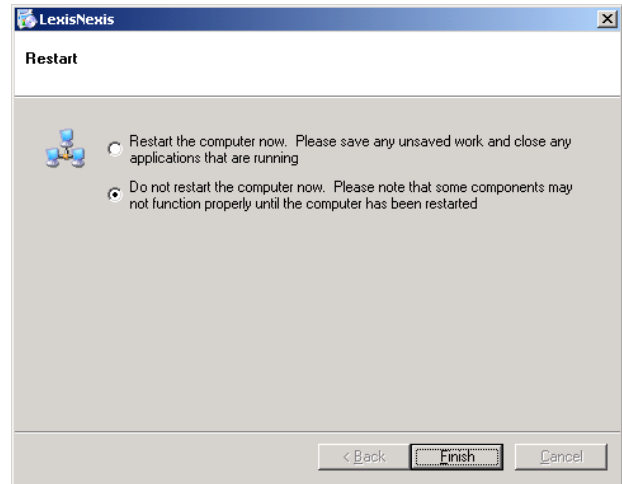 LexisNexis
Restart
Restart the computer now.  Please save any unsaved work and close any
applications that are running
Do not restart the computer now.  Please note that some components may
not function properly until the computer has been restarted
< Back
Finish
Cancel